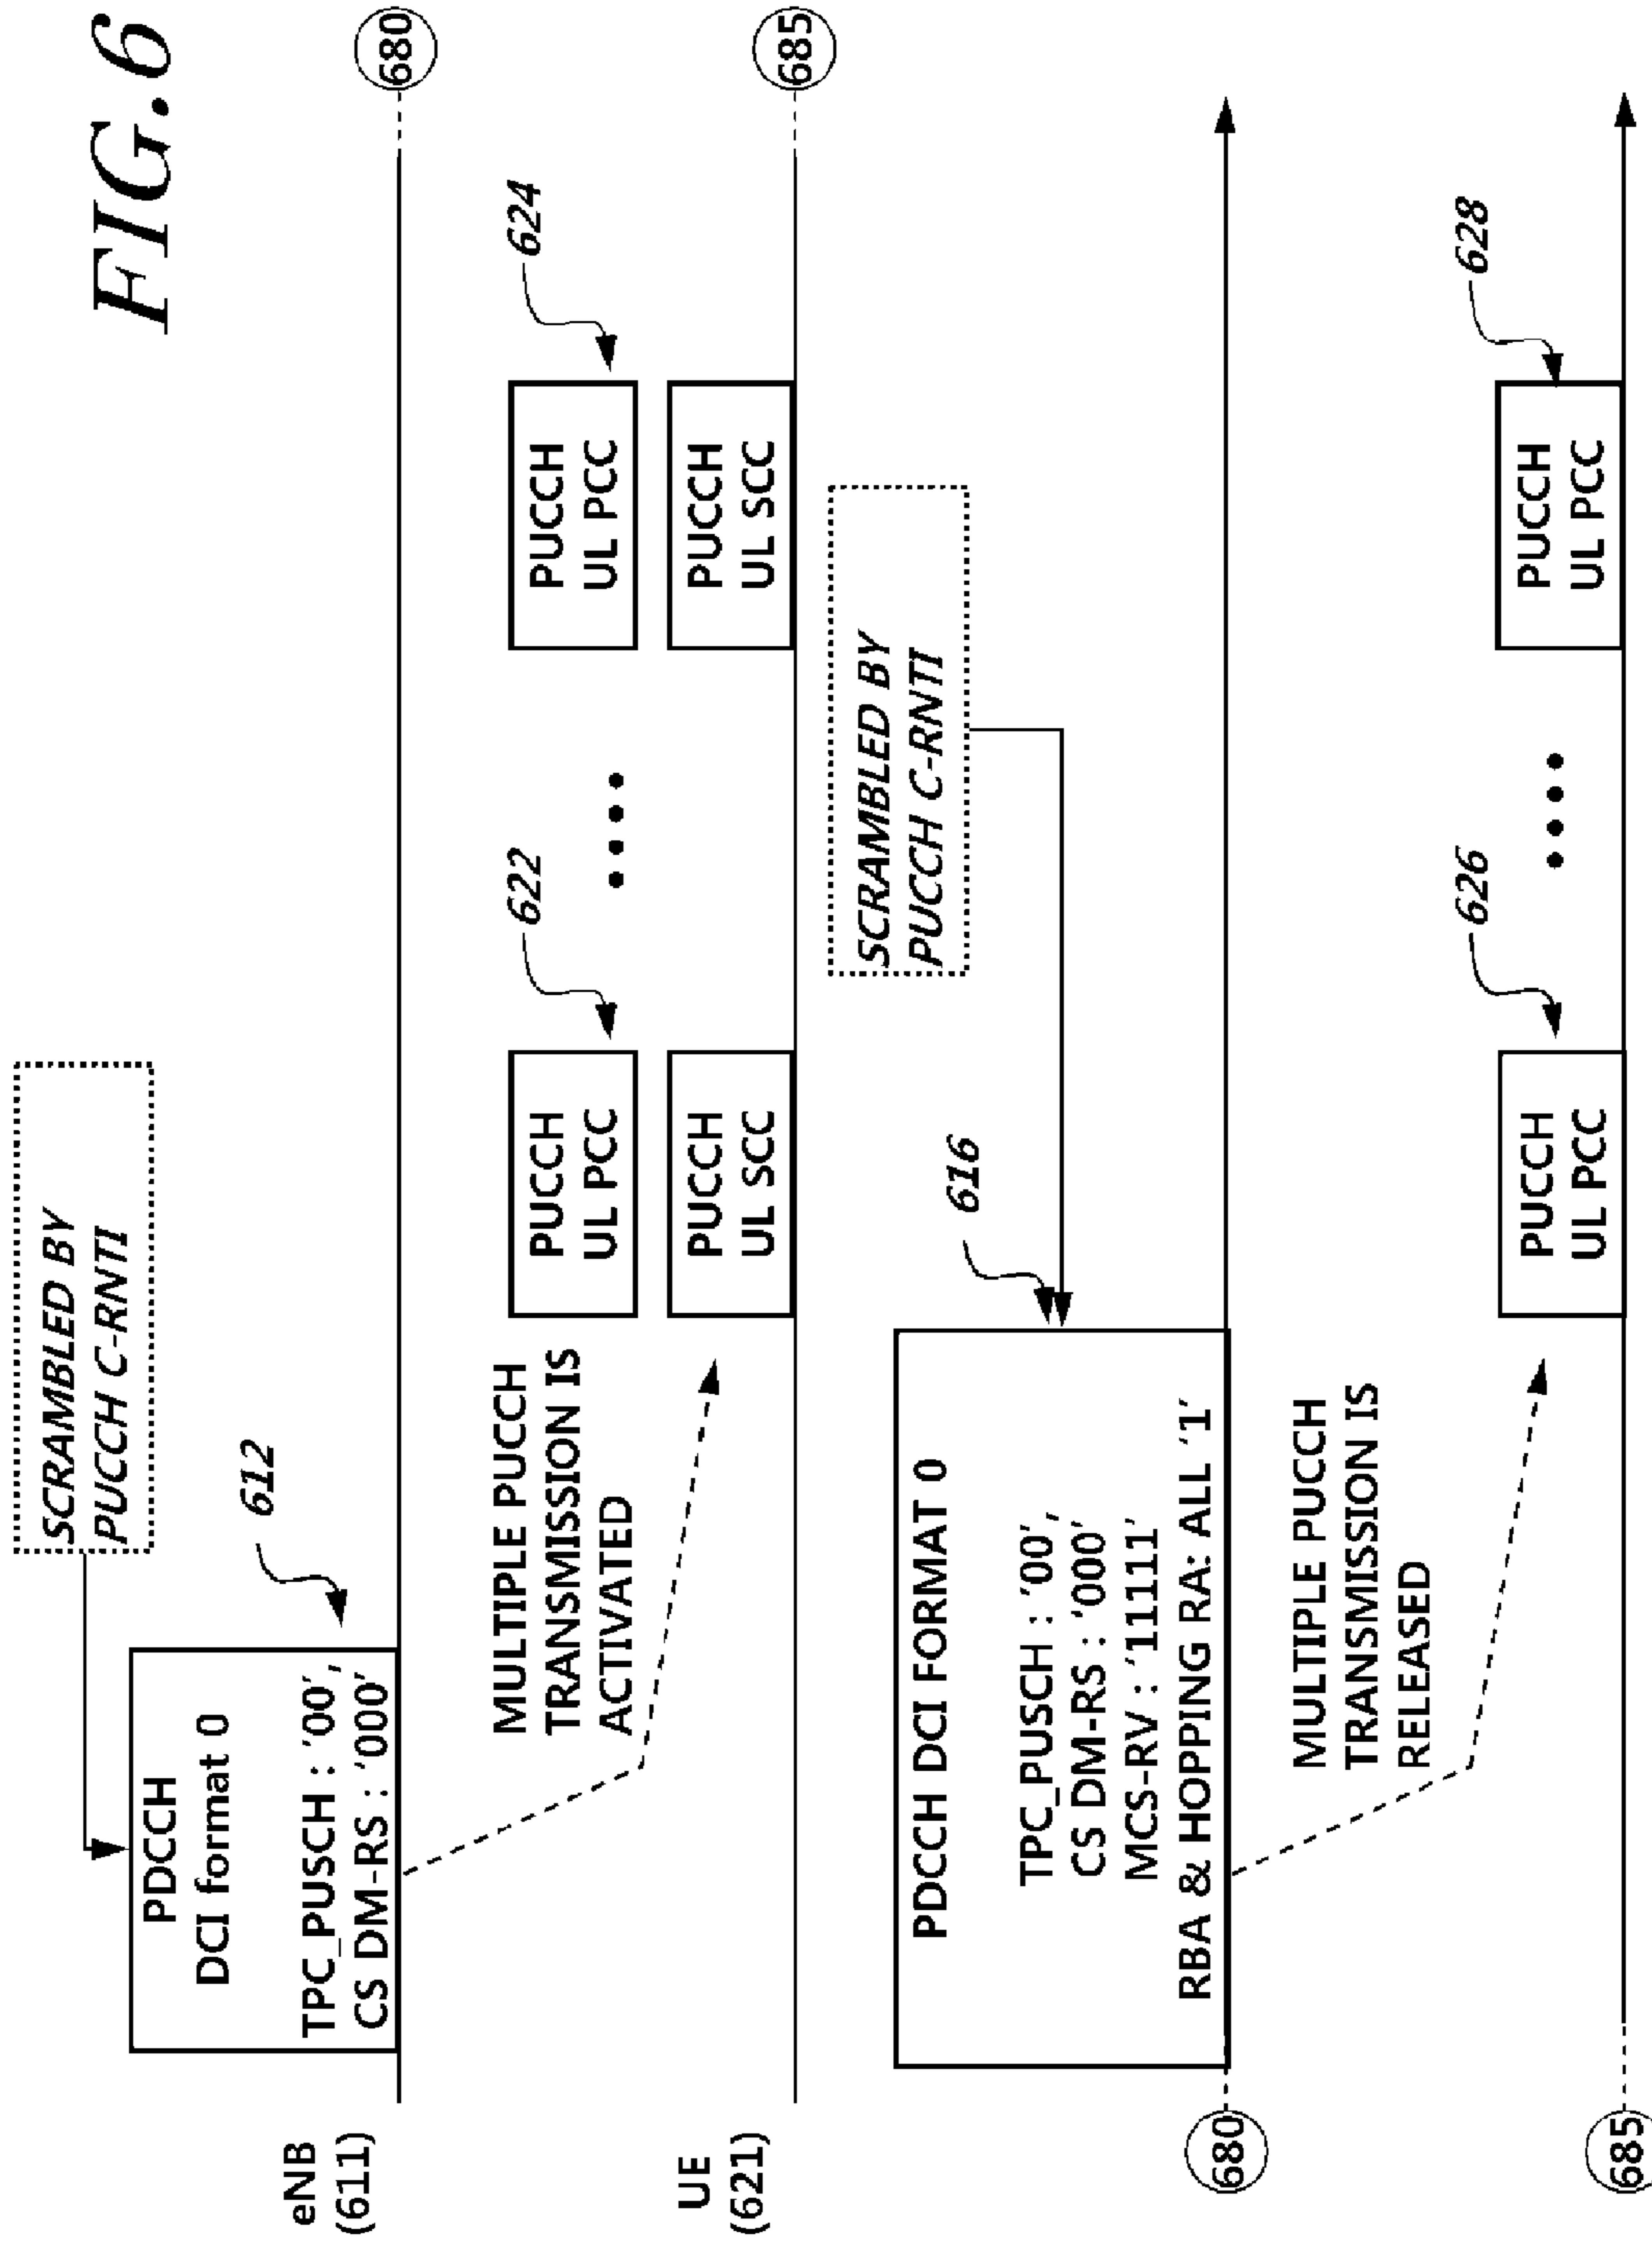 FIG. 6
SCRAMBLED BY
PUCCH C-RNTI
612
PDCCH
DCI format 0
TPC_PUSCH : '00',
CS DM-RS : '000'
eNB
(611)
680
MULTIPLE PUCCH
TRANSMISSION IS
ACTIVATED
622
624
PUCCH
UL PCC
PUCCH
UL SCC
PUCCH
UL PCC
PUCCH
UL SCC
UE
(621)
685
SCRAMBLED BY
PUCCH C-RNTI
616
PDCCH DCI FORMAT 0
TPC_PUSCH : '00',
CS DM-RS : '000'
MCS-RV : '11111'
RBA & HOPPING RA: ALL '1'
680
MULTIPLE PUCCH
TRANSMISSION IS
RELEASED
626
628
PUCCH
UL PCC
PUCCH
UL PCC
685